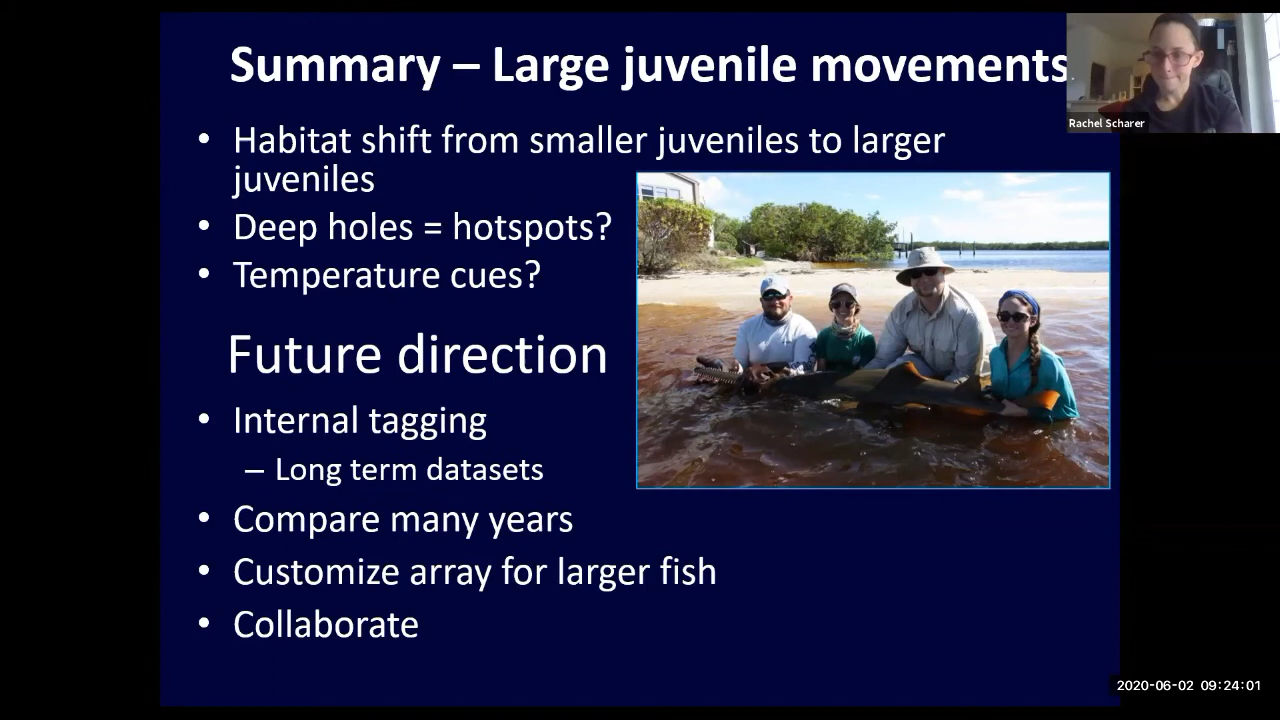 Summary – Large juvenile movements
Rachel Scharer
• Habitat shift from smaller juveniles to larger
juveniles
• Deep holes = hotspots?
• Temperature cues?
Future direction
• Internal tagging
– Long term datasets
• Compare many years
• Customize array for larger fish
• Collaborate
2020-06-02 09:24:01